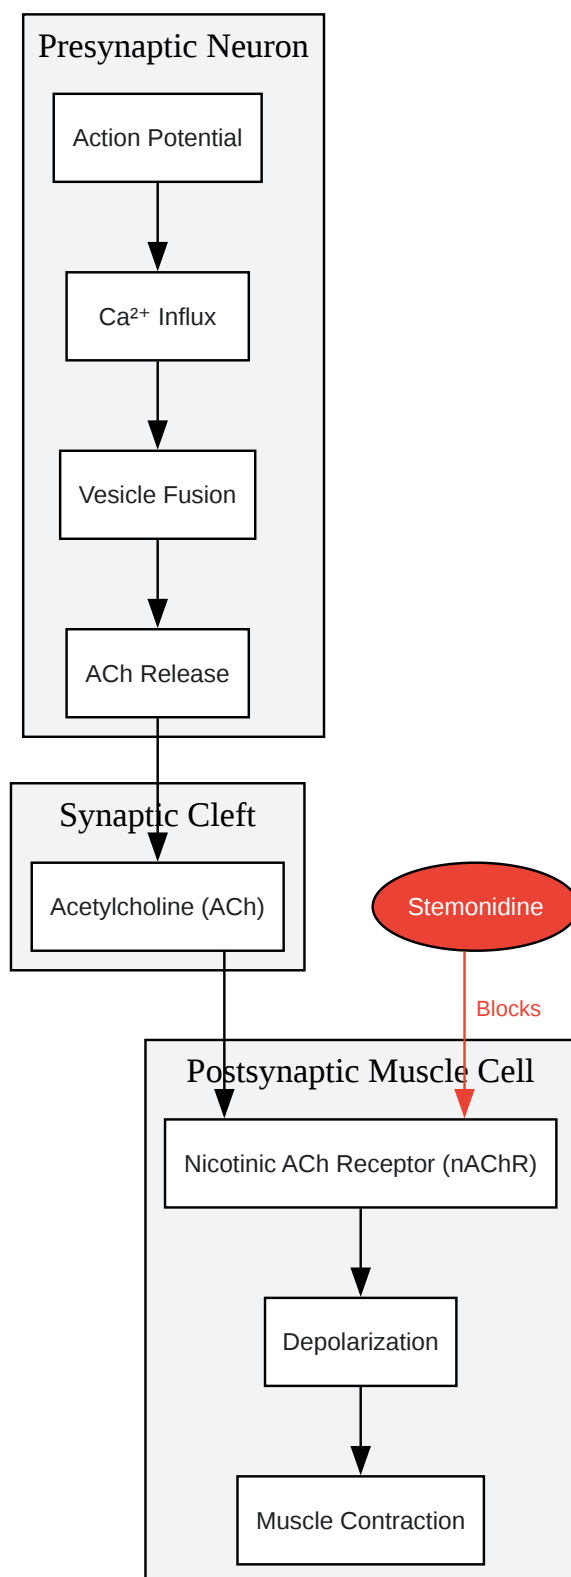 Presynaptic Neuron
Action Potential
Ca²⁺ Influx
Vesicle Fusion
ACh Release
Synaptic Cleft
Acetylcholine (ACh)
Stemonidine
Blocks
Postsynaptic Muscle Cell
Nicotinic ACh Receptor (nAChR)
Depolarization
Muscle Contraction